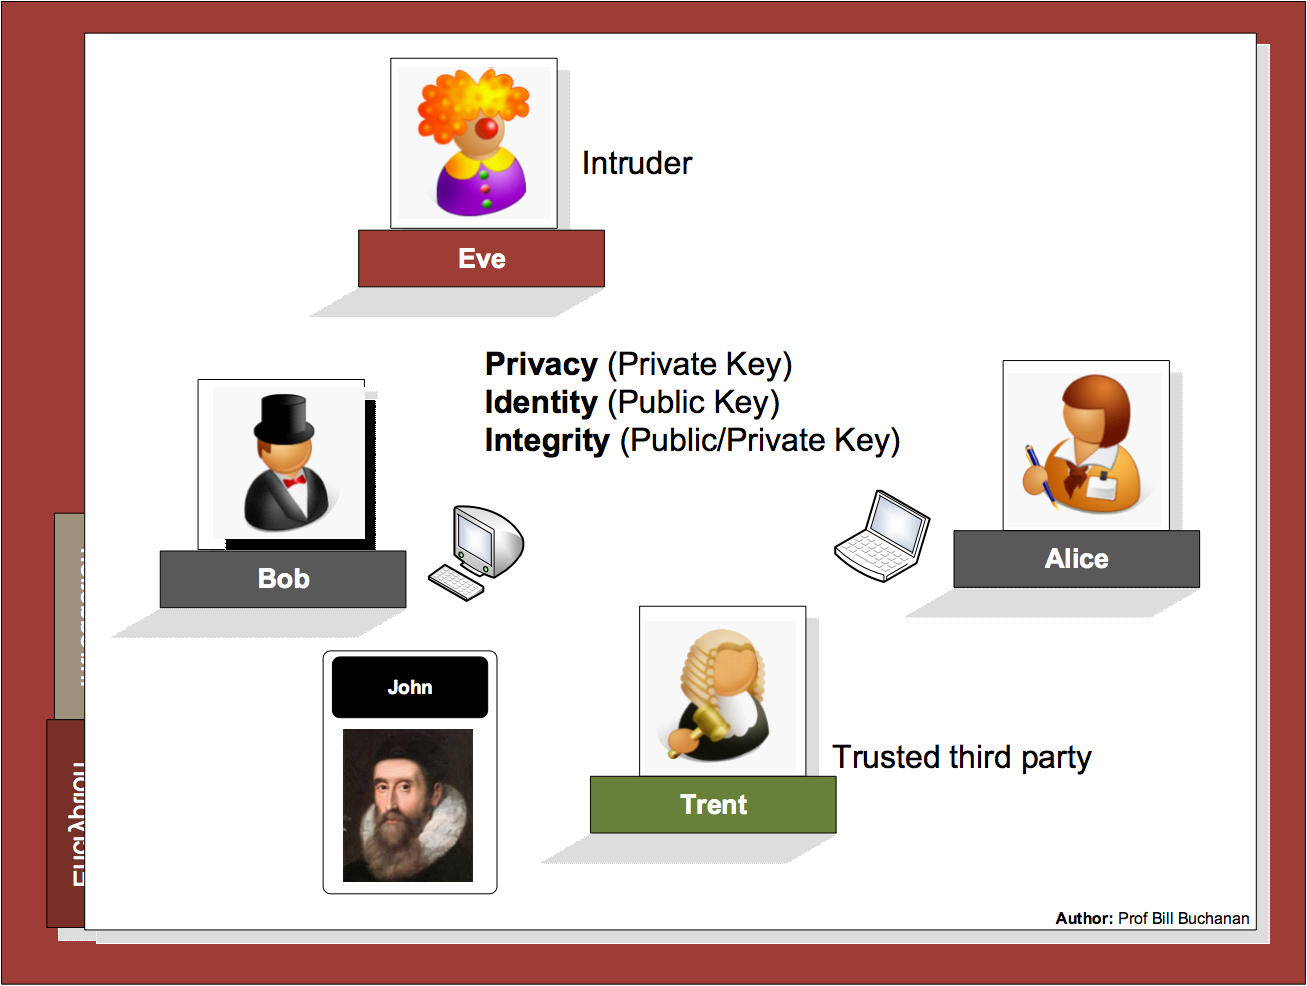 Intruder
Eve
Privacy (Private Key)
Identity (Public Key)
Integrity (Public/Private Key)
Bob
Alice
John
Trusted third party
Trent
Author: Prof Bill Buchanan